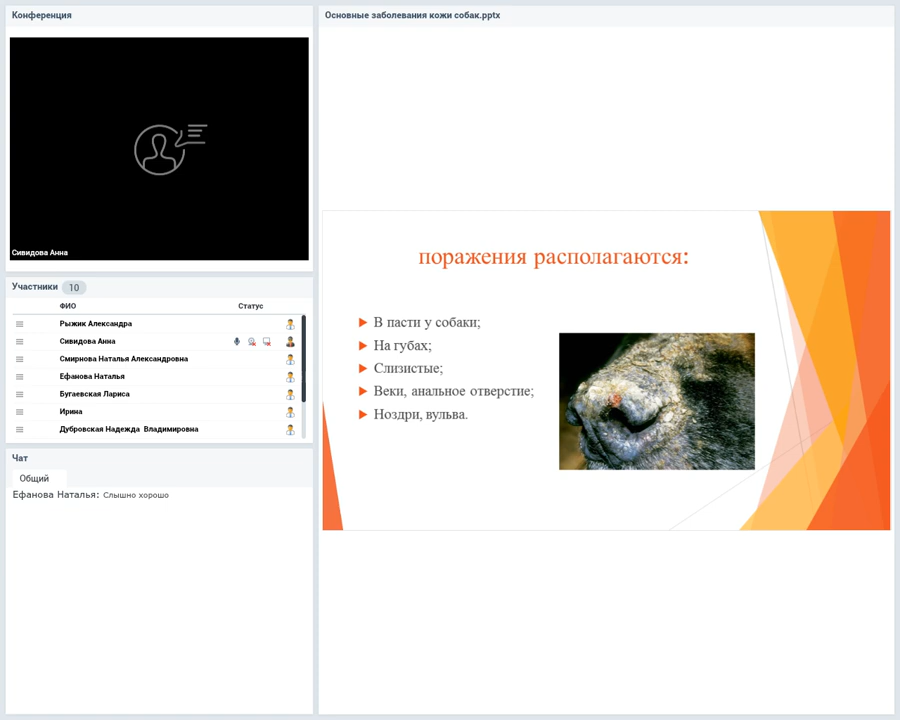 Конференция
Сивидова Анна
Участники 10
ФИО Статус
Рыжик Александра
Сивидова Анна
Смирнова Наталья Александровна
Ефанова Наталья
Бугаевская Лариса
Ирина
Дубровская Надежда Владимировна
Чат
Общий
Ефанова Наталья: Слышно хорошо
Основные заболевания кожи собак.pptx
поражения располагаются:
В пасти у собаки;
На губах;
Слизистые;
Веки, анальное отверстие;
Ноздри, вульва.